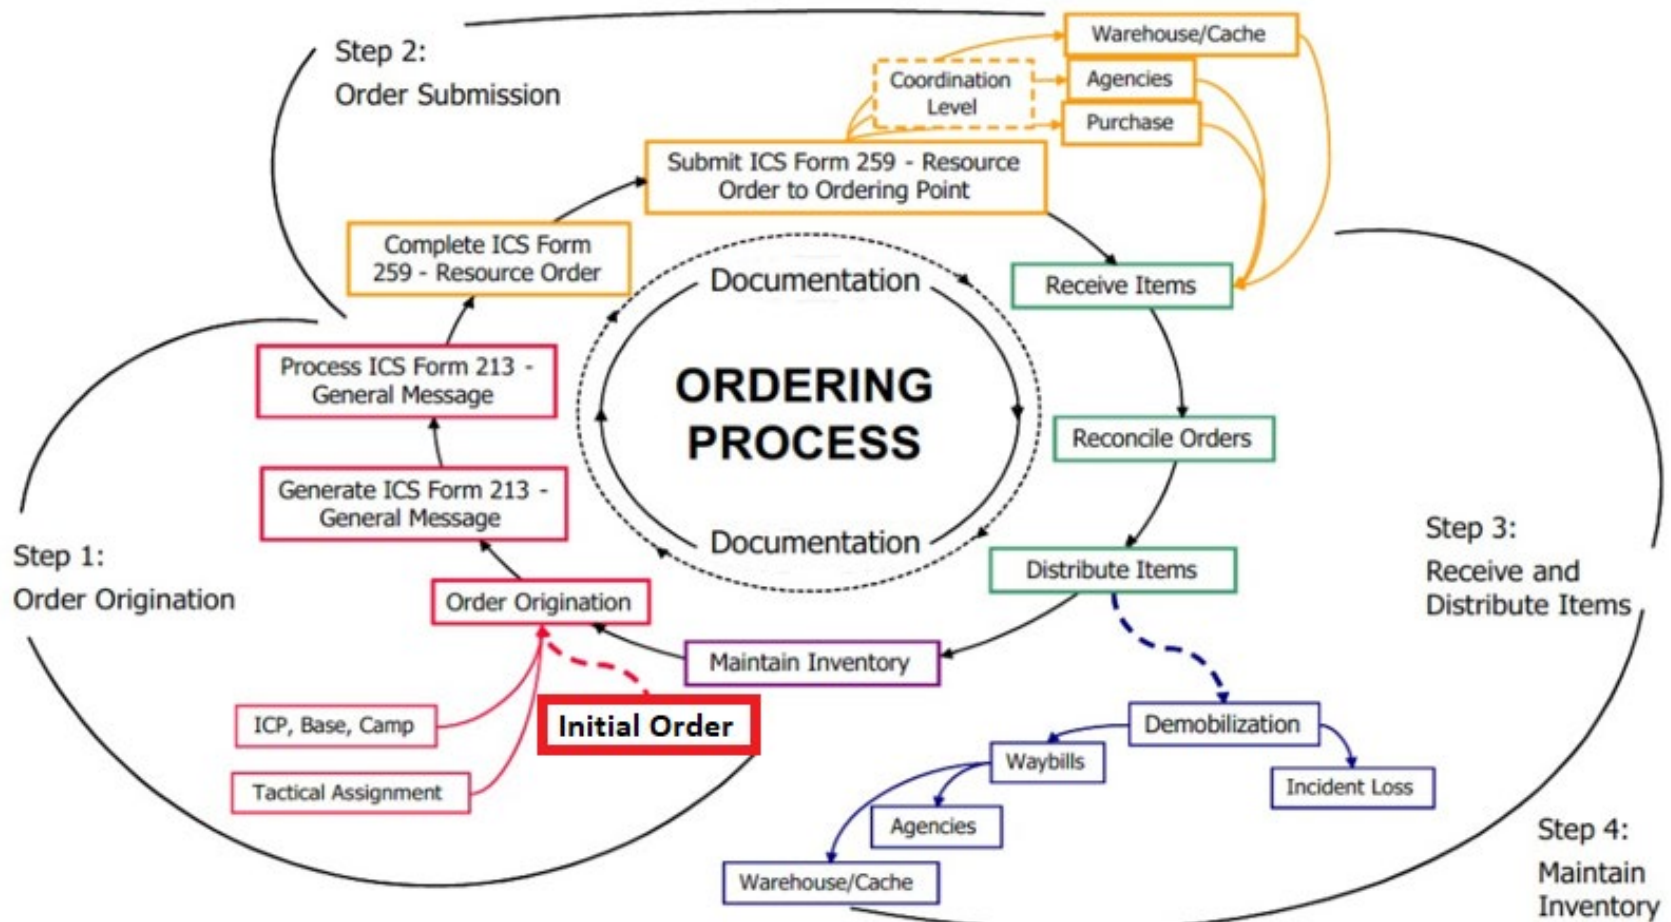 Step 2:
Order Submission
Warehouse/Cache
Coordination
Level
Agencies
Purchase
Submit ICS Form 259 - Resource
Order to Ordering Point
Complete ICS Form
259 - Resource Order
Receive Items
Documentation
Process ICS Form 213 -
General Message
ORDERING
PROCESS
Reconcile Orders
Generate ICS Form 213 -
General Message
Documentation
Step 1:
Order Origination
Step 3:
Receive and
Distribute Items
Distribute Items
Order Origination
Maintain Inventory
ICP, Base, Camp
Initial Order
Tactical Assignment
Demobilization
Waybills
Incident Loss
Agencies
Warehouse/Cache
Step 4:
Maintain
Inventory